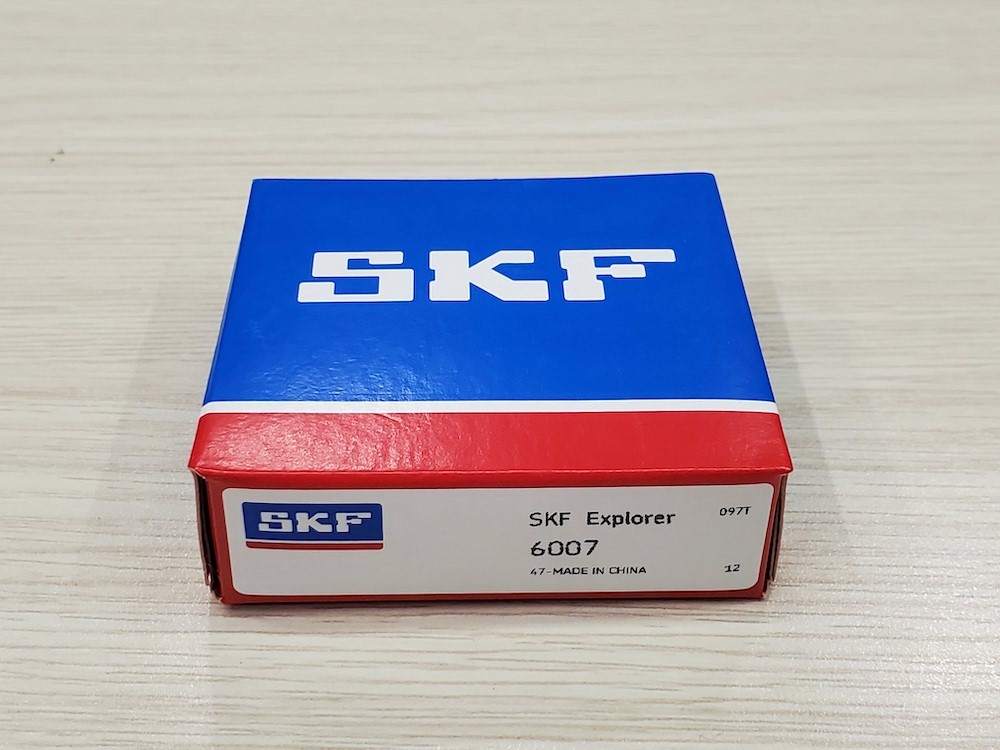 SKF
SKF
SKF Explorer 097T
6007
47-MADE IN CHINA 12